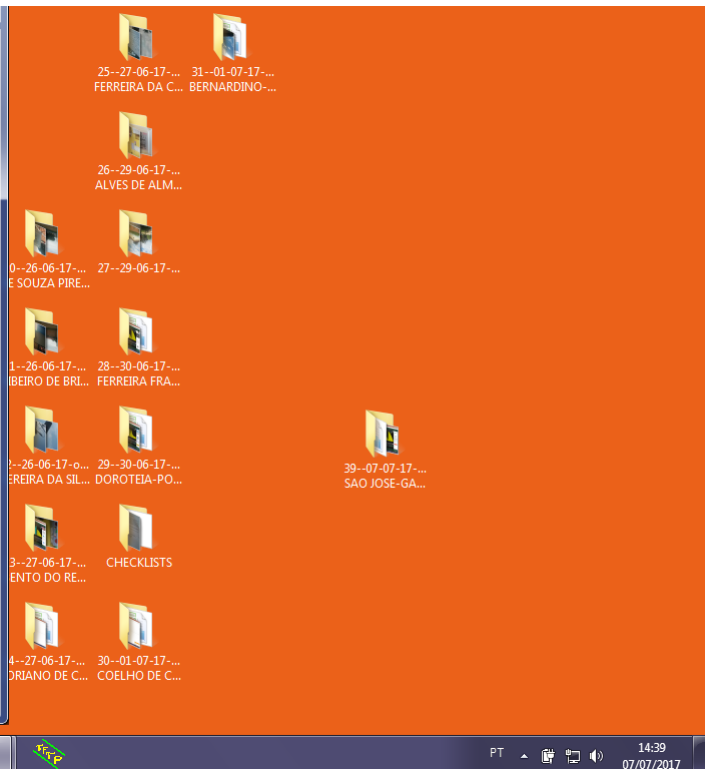 25--27-06-17-...
FERREIRA DA C...
31--01-07-17-...
BERNARDINO-...
26--29-06-17-...
ALVES DE ALM...
0--26-06-17-...
E SOUZA PIRE...
27--29-06-17-...
1--26-06-17-...
IBEIRO DE BRI...
28--30-06-17-...
FERREIRA FRA...
2--26-06-17-o...
EREIRA DA SIL...
29--30-06-17-...
DOROTEIA-PO...
39--07-07-17-...
SAO JOSE-GA...
3--27-06-17-...
ENTO DO RE...
CHECKLISTS
4--27-06-17-...
ORIANO DE C...
30--01-07-17-...
COELHO DE C...
TFTP
PT
14:39
07/07/2017